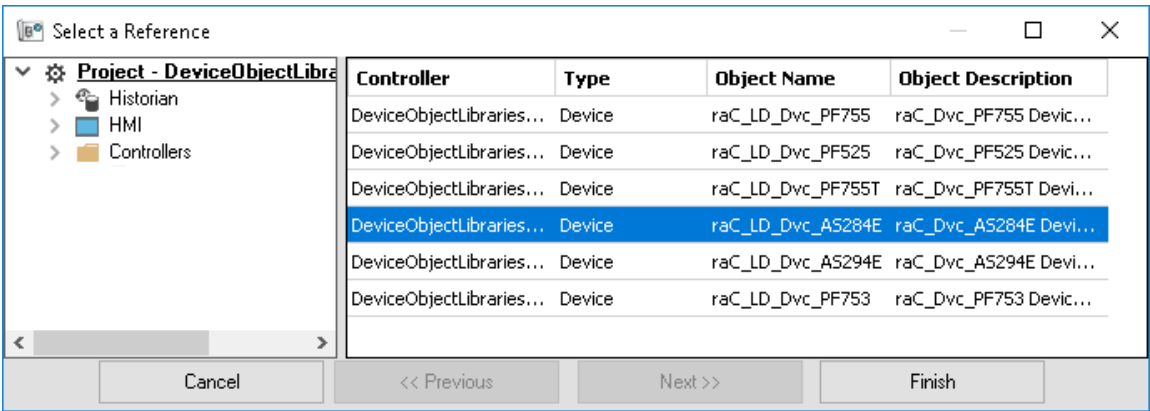 Select a Reference
Project - DeviceObjectLibra
Historian
HMI
Controllers
Controller Type Object Name Object Description
DeviceObjectLibraries... Device raC_LD_Dvc_PF755 raC_Dvc_PF755 Devic...
DeviceObjectLibraries... Device raC_LD_Dvc_PF525 raC_Dvc_PF525 Devic...
DeviceObjectLibraries... Device raC_LD_Dvc_PF755T raC_Dvc_PF755T Devi...
DeviceObjectLibraries... Device raC_LD_Dvc_AS284E raC_Dvc_AS284E Devi...
DeviceObjectLibraries... Device raC_LD_Dvc_AS294E raC_Dvc_AS294E Devi...
DeviceObjectLibraries... Device raC_LD_Dvc_PF753 raC_Dvc_PF753 Devic...
Cancel << Previous Next >> Finish